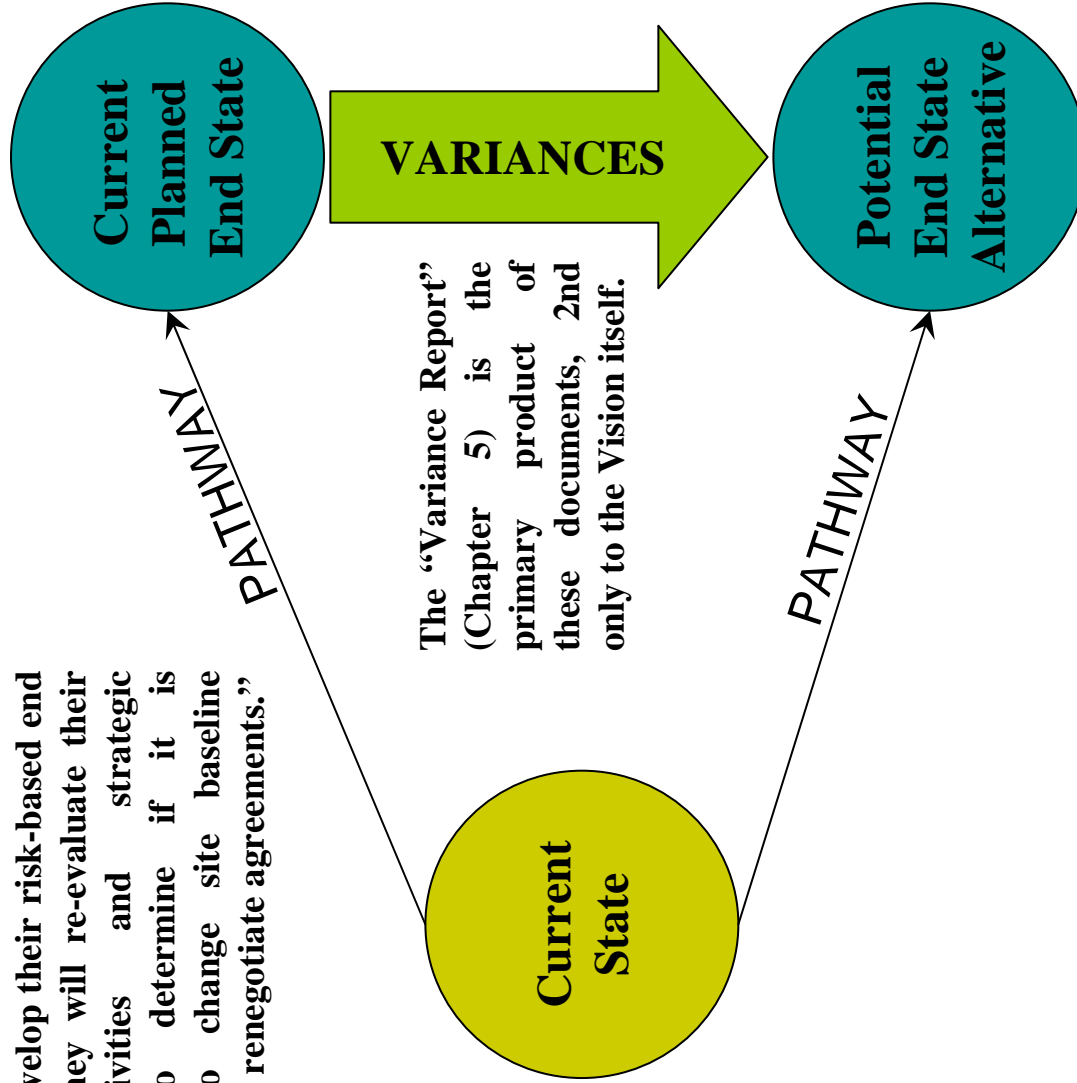 velop their risk-based end
hey will re-evaluate their
ivities and strategic
o determine if it is
o change site baseline
renegotiate agreements.”
Current
State
PATHWAY
PATHWAY
The “Variance Report”
(Chapter 5) is the
primary product of
these documents, 2nd
only to the Vision itself.
Current
Planned
End State
VARIANCES
Potential
End State
Alternative